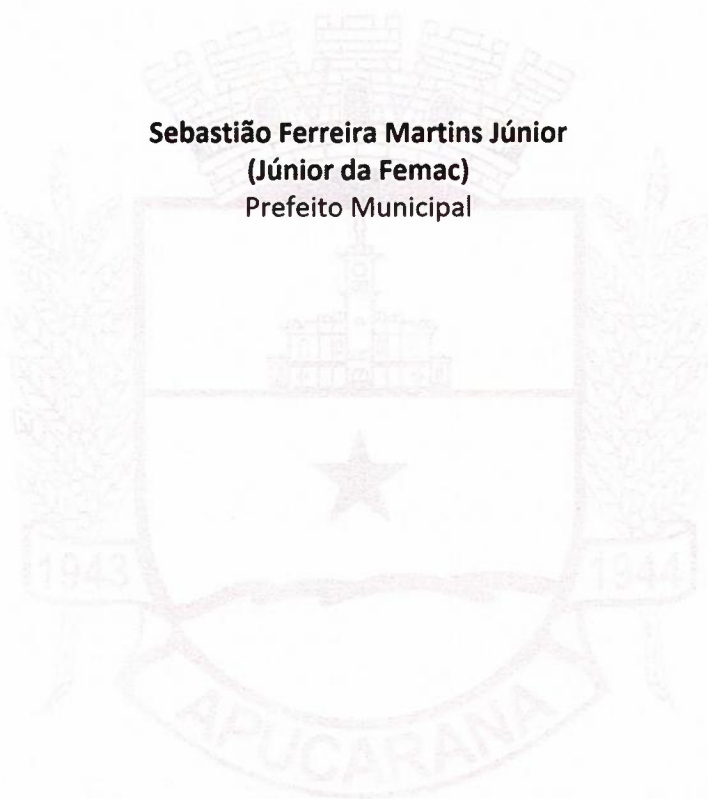 Sebastião Ferreira Martins Júnior
(Júnior da Femac)
Prefeito Municipal
1943
1944
APUCARANA